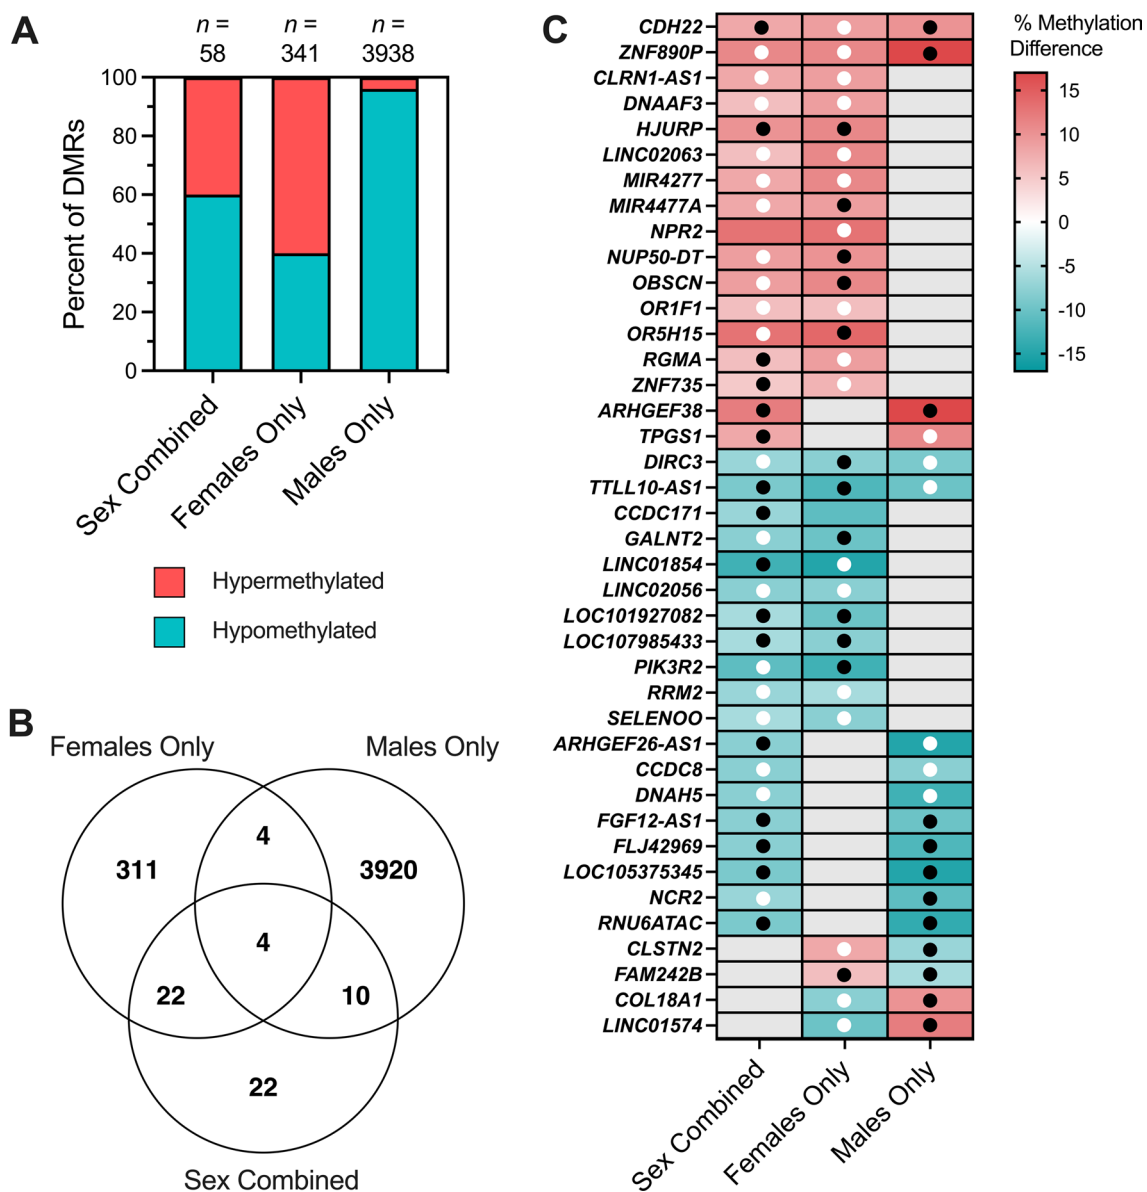 A
n =
58
n =
341
n =
3938
Percent of DMRs
100
80
60
40
20
0
Sex Combined
Females Only
Males Only
Hypermethylated
Hypomethylated
B
Females Only
Males Only
311
4
3920
4
22
10
22
Sex Combined
C
CDH22
ZNF890P
CLRN1-AS1
DNAAF3
HJURP
LINC02063
MIR4277
MIR4477A
NPR2
NUP50-DT
OBSCN
OR1F1
OR5H15
RGMA
ZNF735
ARHGEF38
TPGS1
DIRC3
TTLL10-AS1
CCDC171
GALNT2
LINC01854
LINC02056
LOC101927082
LOC107985433
PIK3R2
RRM2
SELENOO
ARHGEF26-AS1
CCDC8
DNAH5
FGF12-AS1
FLJ42969
LOC105375345
NCR2
RNU6ATAC
CLSTN2
FAM242B
COL18A1
LINC01574
Sex Combined
Females Only
Males Only
% Methylation
Difference
15
10
5
0
-5
-10
-15